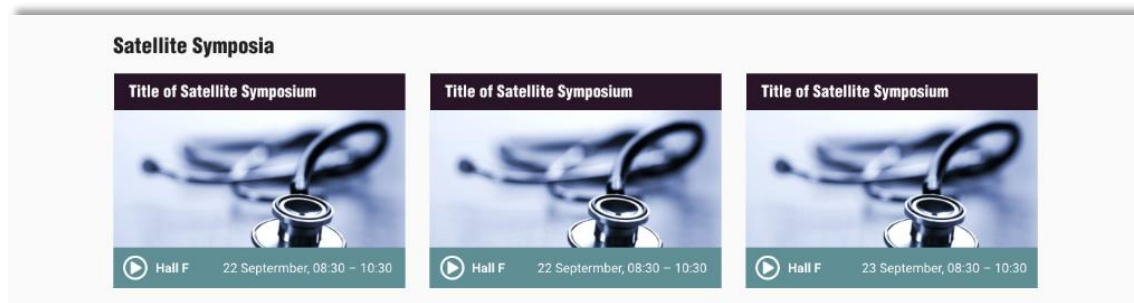 Satellite Symposia
Title of Satellite Symposium
Title of Satellite Symposium
Title of Satellite Symposium
Hall F 22 Septermber, 08:30 – 10:30
Hall F 22 Septermber, 08:30 – 10:30
Hall F 23 September, 08:30 – 10:30